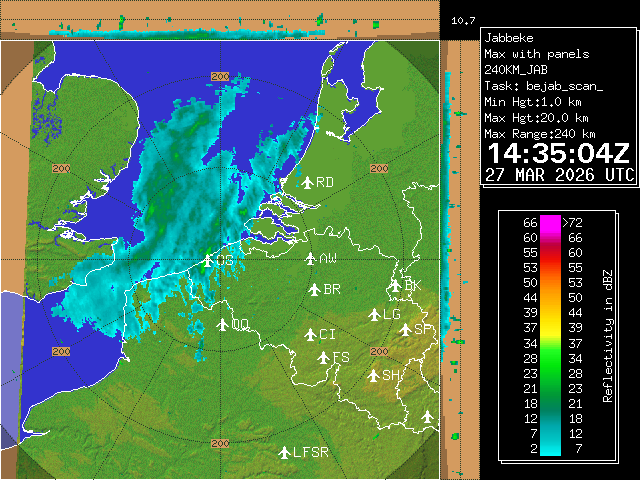 10.7
Jabbeke
Max with panels
240KM_JAB
Task: bejab_scan_
Min Hgt:1.0 km
Max Hgt:20.0 km
Max Range:240 km
14:35:04Z
27 MAR 2026 UTC
200
200
200
RD
OS
AW
BR
BK
LG
OO
CI
SP
200
200
FS
SH
200
LFSR
66 >72
60 66
55 60
53 55
50 53
44 50
42 44
39 42
37 39
34 37
28 34
23 28
21 23
18 21
12 18
7 12
2 7
Reflectivity in dBZ